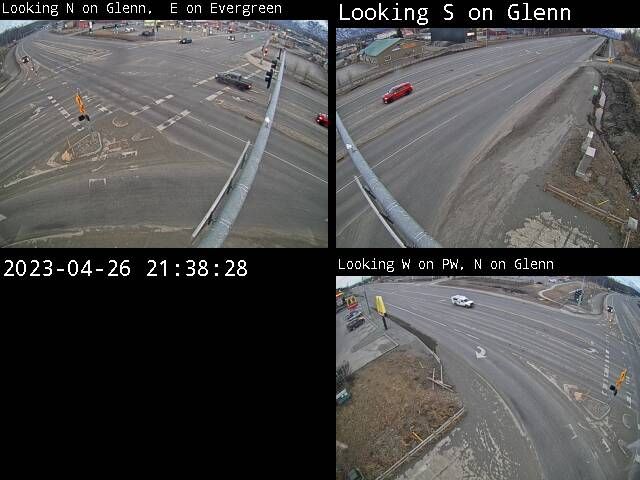 Looking N on Glenn, E on Evergreen
Looking S on Glenn
2023-04-26 21:38:28
Looking W on PW, N on Glenn